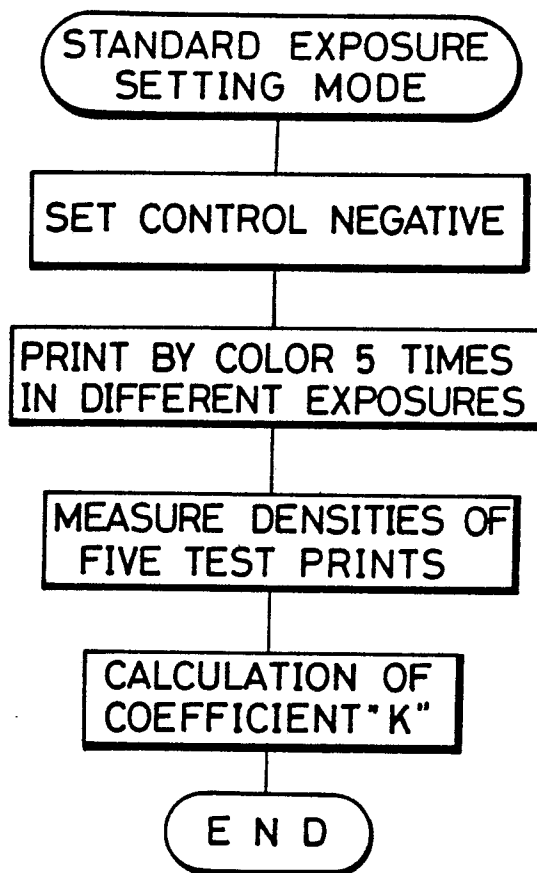 STANDARD EXPOSURE
SETTING MODE
SET CONTROL NEGATIVE
PRINT BY COLOR 5 TIMES
IN DIFFERENT EXPOSURES
MEASURE DENSITIES OF
FIVE TEST PRINTS
CALCULATION OF
COEFFICIENT "K"
END